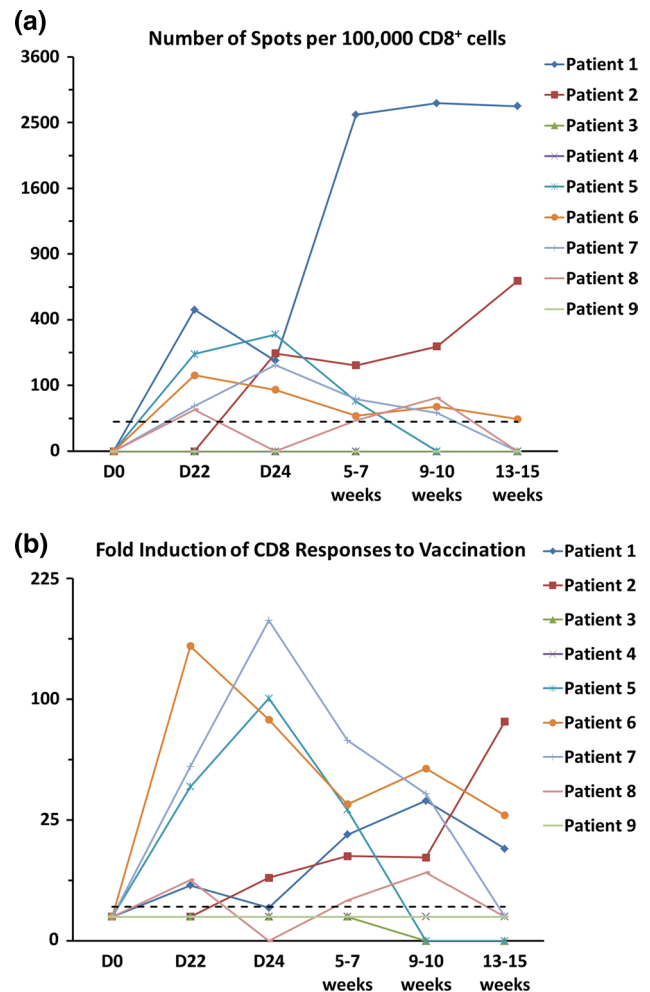 (a)
Number of Spots per 100,000 CD8⁺ cells
3600
2500
1600
900
400
100
0
D0 D22 D24 5-7 weeks 9-10 weeks 13-15 weeks
Patient 1
Patient 2
Patient 3
Patient 4
Patient 5
Patient 6
Patient 7
Patient 8
Patient 9
(b)
Fold Induction of CD8 Responses to Vaccination
225
100
25
0
D0 D22 D24 5-7 weeks 9-10 weeks 13-15 weeks
Patient 1
Patient 2
Patient 3
Patient 4
Patient 5
Patient 6
Patient 7
Patient 8
Patient 9